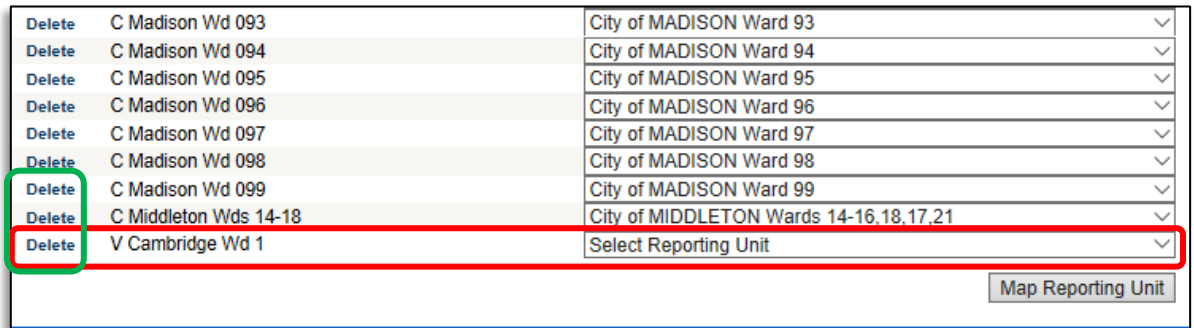 Delete C Madison Wd 093 City of MADISON Ward 93
Delete C Madison Wd 094 City of MADISON Ward 94
Delete C Madison Wd 095 City of MADISON Ward 95
Delete C Madison Wd 096 City of MADISON Ward 96
Delete C Madison Wd 097 City of MADISON Ward 97
Delete C Madison Wd 098 City of MADISON Ward 98
Delete C Madison Wd 099 City of MADISON Ward 99
Delete C Middleton Wds 14-18 City of MIDDLETON Wards 14-16,18,17,21
Delete V Cambridge Wd 1 Select Reporting Unit
Map Reporting Unit